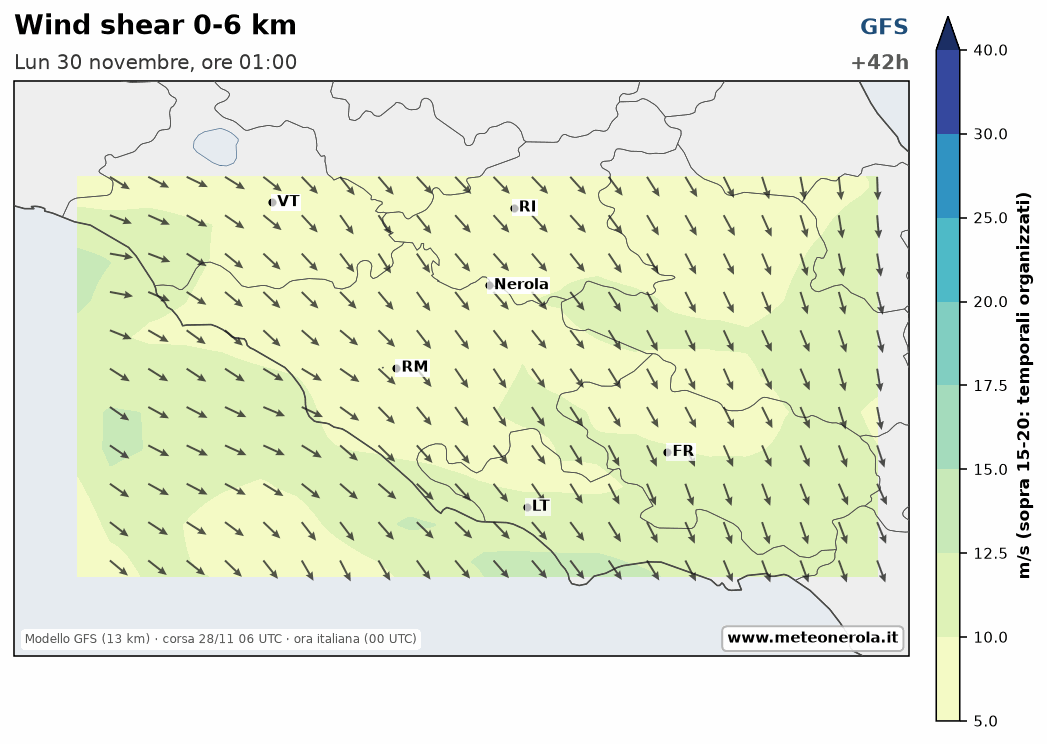 Wind shear 0-6 km
GFS
Lun 30 novembre, ore 01:00
+42h
VT
RI
Nerola
RM
FR
LT
Modello GFS (13 km) · corsa 28/11 06 UTC · ora italiana (00 UTC)
www.meteonerola.it
40.0
30.0
25.0
20.0
17.5
15.0
12.5
10.0
5.0
m/s (sopra 15-20: temporali organizzati)